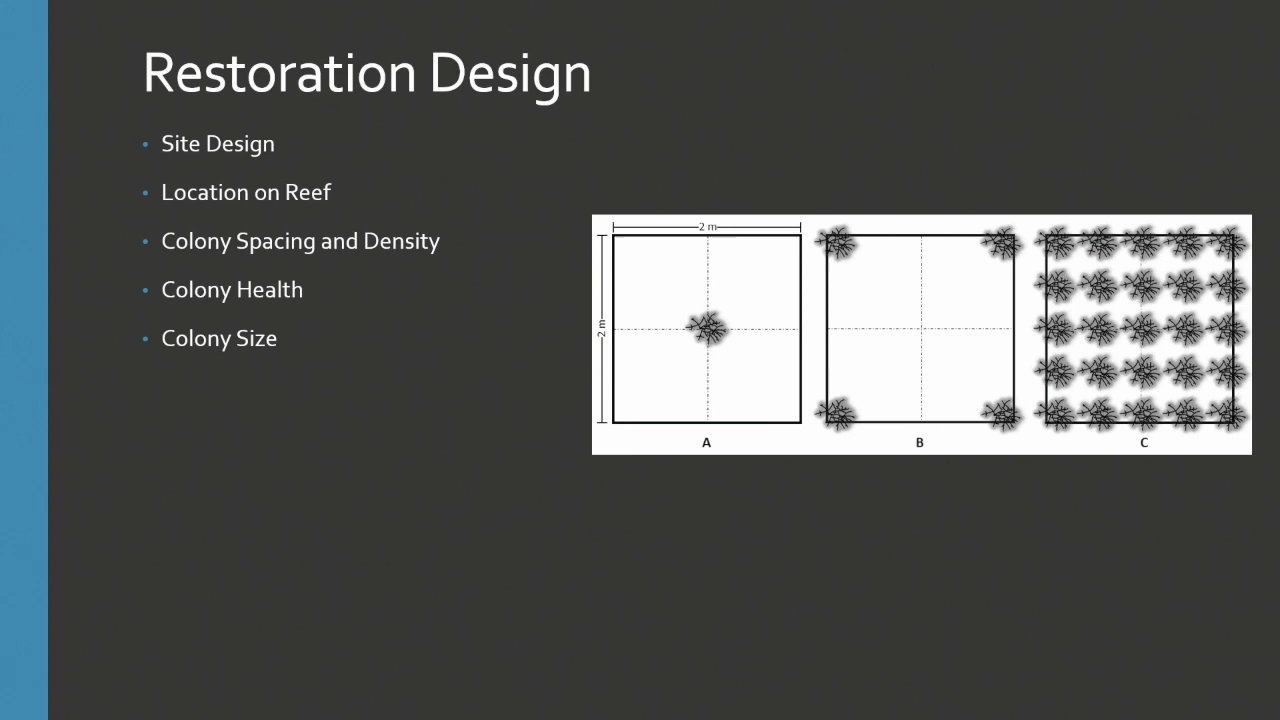 Restoration Design
• Site Design
• Location on Reef
• Colony Spacing and Density
• Colony Health
• Colony Size
2 m
2 m
A
B
C